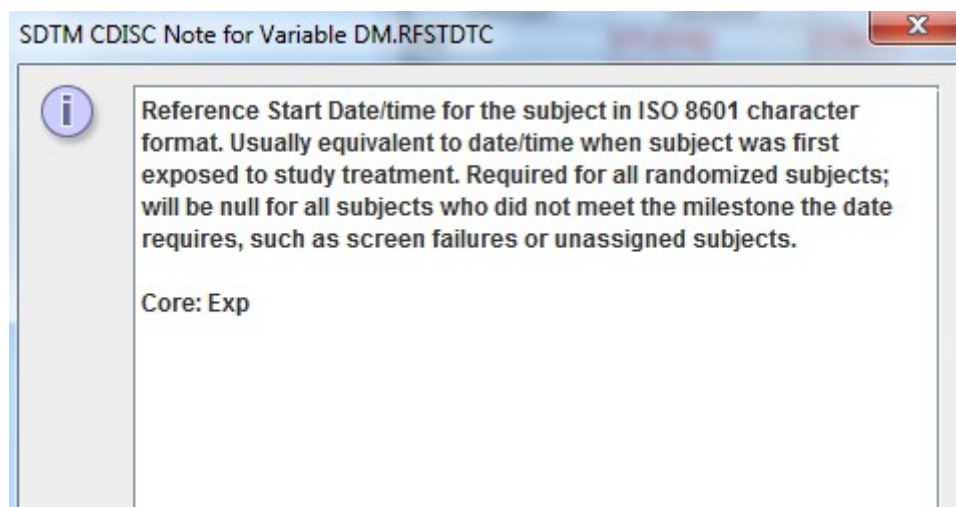 SDTM CDISC Note for Variable DM.RFSTDTC
Reference Start Date/time for the subject in ISO 8601 character
format. Usually equivalent to date/time when subject was first
exposed to study treatment. Required for all randomized subjects;
will be null for all subjects who did not meet the milestone the date
requires, such as screen failures or unassigned subjects.
Core: Exp